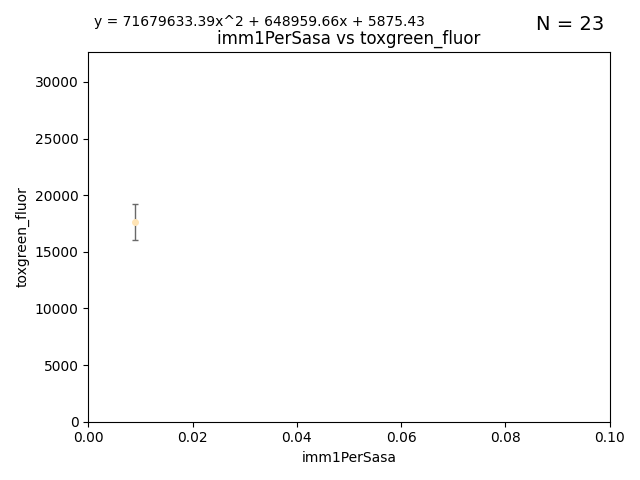 y = 71679633.39x^2 + 648959.66x + 5875.43
N = 23
imm1PerSasa vs toxgreen_fluor
30000
25000
20000
15000
10000
5000
0
toxgreen_fluor
0.00 0.02 0.04 0.06 0.08 0.10
imm1PerSasa